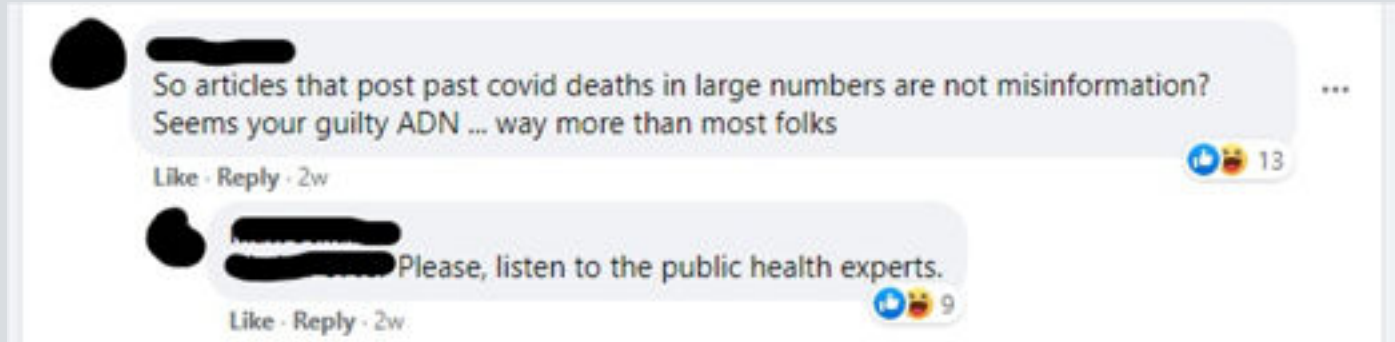 So articles that post past covid deaths in large numbers are not misinformation?
Seems your guilty ADN ... way more than most folks
13
Like · Reply · 2w
Please, listen to the public health experts.
9
Like · Reply · 2w